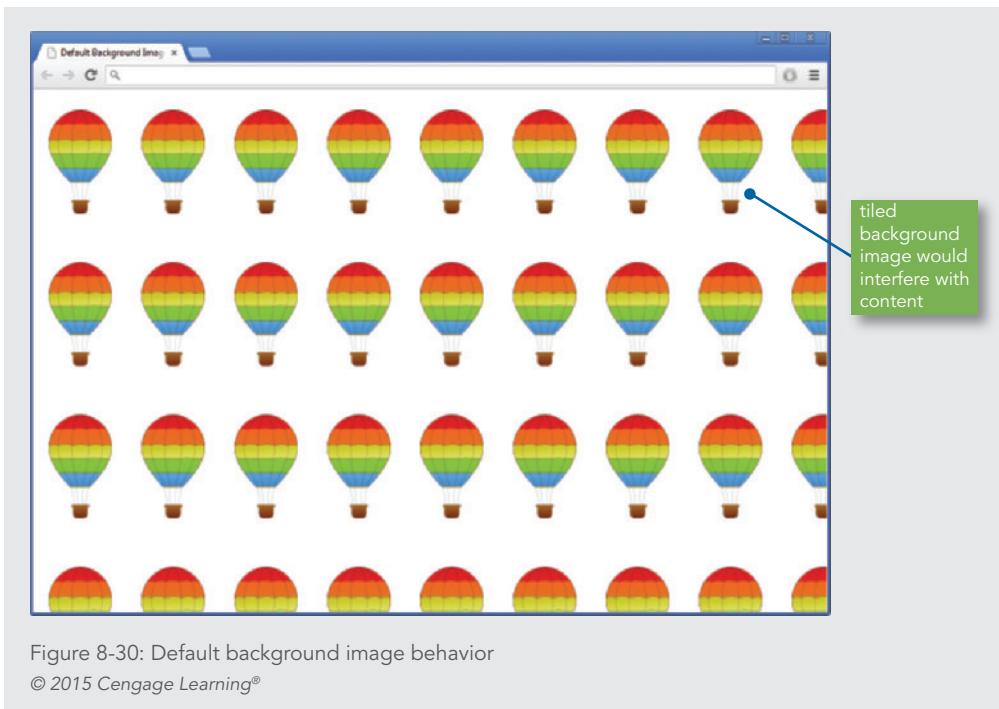 Default Background Imag
tiled
background
image would
interfere with
content
Figure 8-30: Default background image behavior
© 2015 Cengage Learning®